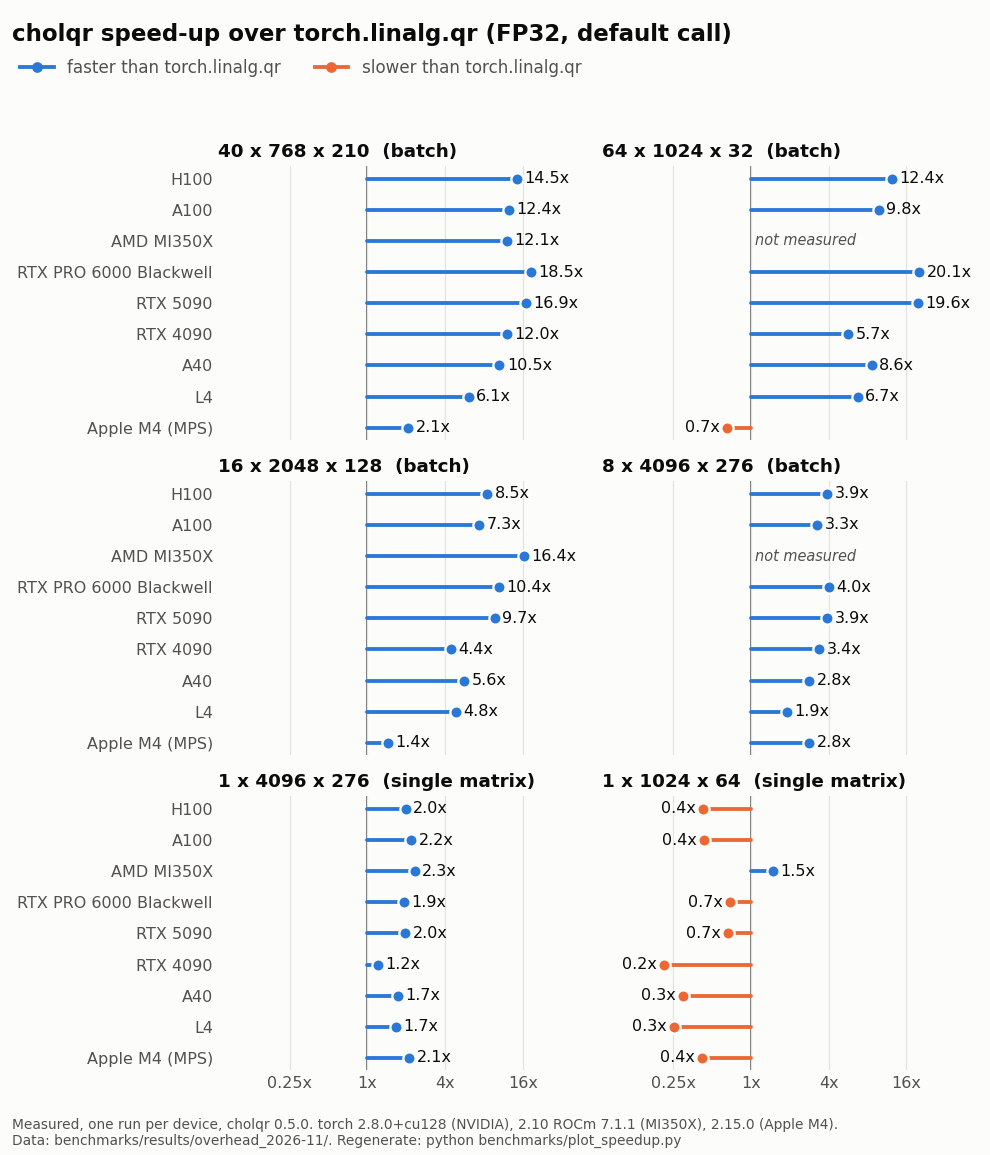 cholqr speed-up over torch.linalg.qr (FP32, default call)
faster than torch.linalg.qr slower than torch.linalg.qr
40 x 768 x 210 (batch)
H100 14.5x
A100 12.4x
AMD MI350X 12.1x
RTX PRO 6000 Blackwell 18.5x
RTX 5090 16.9x
RTX 4090 12.0x
A40 10.5x
L4 6.1x
Apple M4 (MPS) 2.1x
64 x 1024 x 32 (batch)
12.4x
9.8x
not measured
20.1x
19.6x
5.7x
8.6x
6.7x
0.7x
16 x 2048 x 128 (batch)
H100 8.5x
A100 7.3x
AMD MI350X 16.4x
RTX PRO 6000 Blackwell 10.4x
RTX 5090 9.7x
RTX 4090 4.4x
A40 5.6x
L4 4.8x
Apple M4 (MPS) 1.4x
8 x 4096 x 276 (batch)
3.9x
3.3x
not measured
4.0x
3.9x
3.4x
2.8x
1.9x
2.8x
1 x 4096 x 276 (single matrix)
H100 2.0x
A100 2.2x
AMD MI350X 2.3x
RTX PRO 6000 Blackwell 1.9x
RTX 5090 2.0x
RTX 4090 1.2x
A40 1.7x
L4 1.7x
Apple M4 (MPS) 2.1x
0.25x 1x 4x 16x
1 x 1024 x 64 (single matrix)
0.4x
0.4x
1.5x
0.7x
0.7x
0.2x
0.3x
0.3x
0.4x
0.25x 1x 4x 16x
Measured, one run per device, cholqr 0.5.0. torch 2.8.0+cu128 (NVIDIA), 2.10 ROCm 7.1.1 (MI350X), 2.15.0 (Apple M4).
Data: benchmarks/results/overhead_2026-11/. Regenerate: python benchmarks/plot_speedup.py